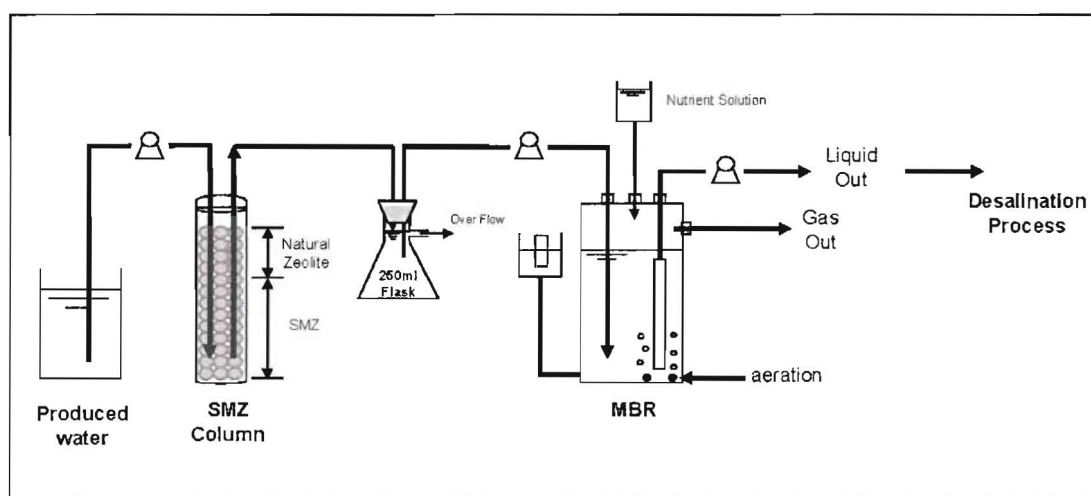 Nutrient Solution
Liquid
Out
Desalination
Process
Gas
Out
Over Flow
Natural
Zeolite
250ml
Flask
SMZ
aeration
Produced
water
SMZ
Column
MBR